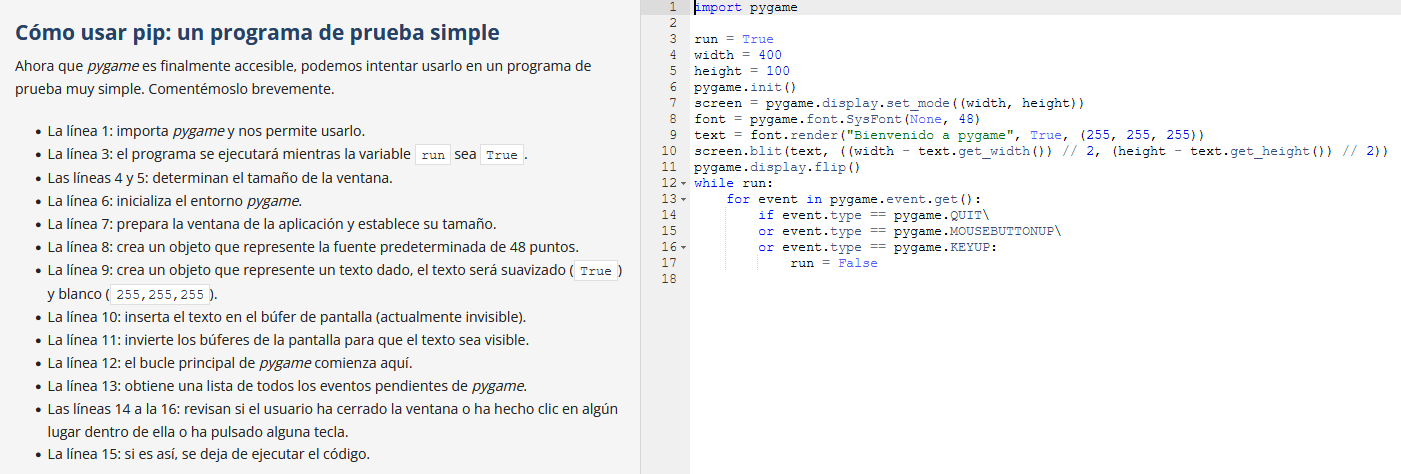 Cómo usar pip: un programa de prueba simple
Ahora que pygame es finalmente accesible, podemos intentar usarlo en un programa de
prueba muy simple. Comentémoslo brevemente.
• La línea 1: importa pygame y nos permite usarlo.
• La línea 3: el programa se ejecutará mientras la variable run sea True.
• Las líneas 4 y 5: determinan el tamaño de la ventana.
• La línea 6: inicializa el entorno pygame.
• La línea 7: prepara la ventana de la aplicación y establece su tamaño.
• La línea 8: crea un objeto que represente la fuente predeterminada de 48 puntos.
• La línea 9: crea un objeto que represente un texto dado, el texto será suavizado (True)
y blanco (255,255,255).
• La línea 10: inserta el texto en el búfer de pantalla (actualmente invisible).
• La línea 11: invierte los búferes de la pantalla para que el texto sea visible.
• La línea 12: el bucle principal de pygame comienza aquí.
• La línea 13: obtiene una lista de todos los eventos pendientes de pygame.
• Las líneas 14 a la 16: revisan si el usuario ha cerrado la ventana o ha hecho clic en algún
lugar dentro de ella o ha pulsado alguna tecla.
• La línea 15: si es así, se deja de ejecutar el código.
1 import pygame
2
3 run = True
4 width = 400
5 height = 100
6 pygame.init()
7 screen = pygame.display.set_mode((width, height))
8 font = pygame.font.SysFont(None, 48)
9 text = font.render("Bienvenido a pygame", True, (255, 255, 255))
10 screen.blit(text, ((width - text.get_width()) // 2, (height - text.get_height()) // 2))
11 pygame.display.flip()
12 while run:
13     for event in pygame.event.get():
14         if event.type == pygame.QUIT\
15         or event.type == pygame.MOUSEBUTTONUP\
16         or event.type == pygame.KEYUP:
17             run = False
18